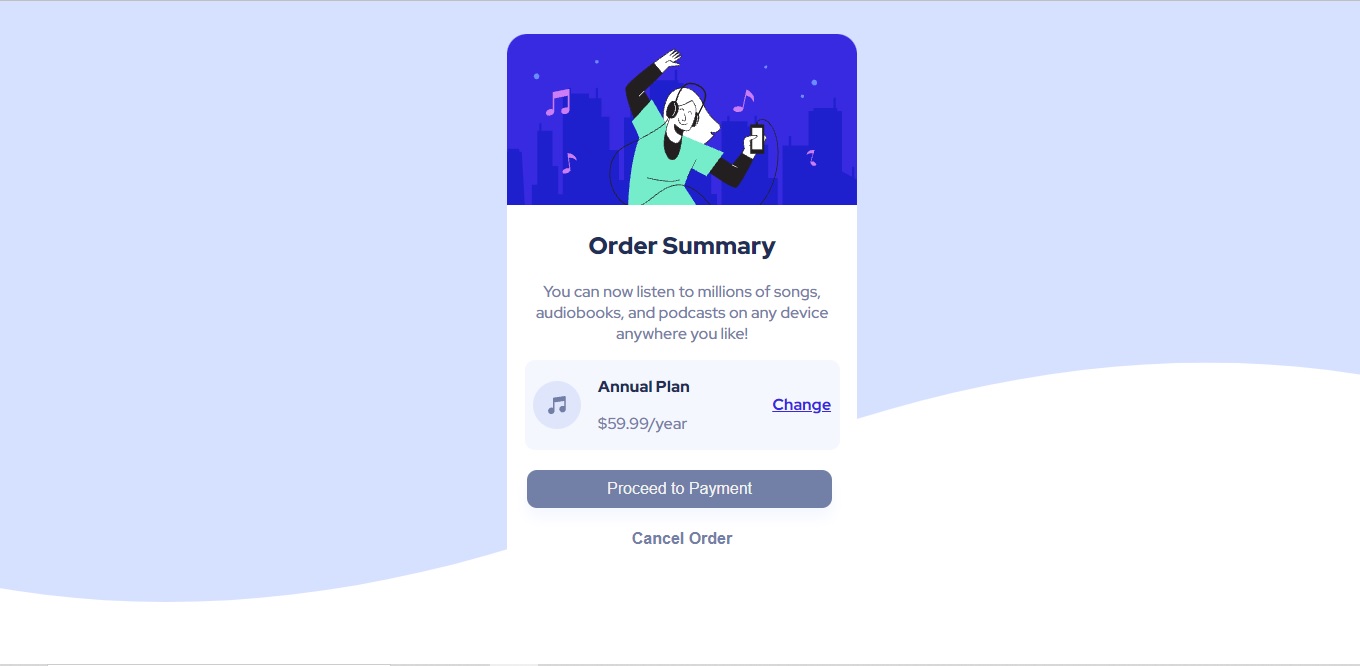 Order Summary
You can now listen to millions of songs,
audiobooks, and podcasts on any device
anywhere you like!
Annual Plan
Change
$59.99/year
Proceed to Payment
Cancel Order